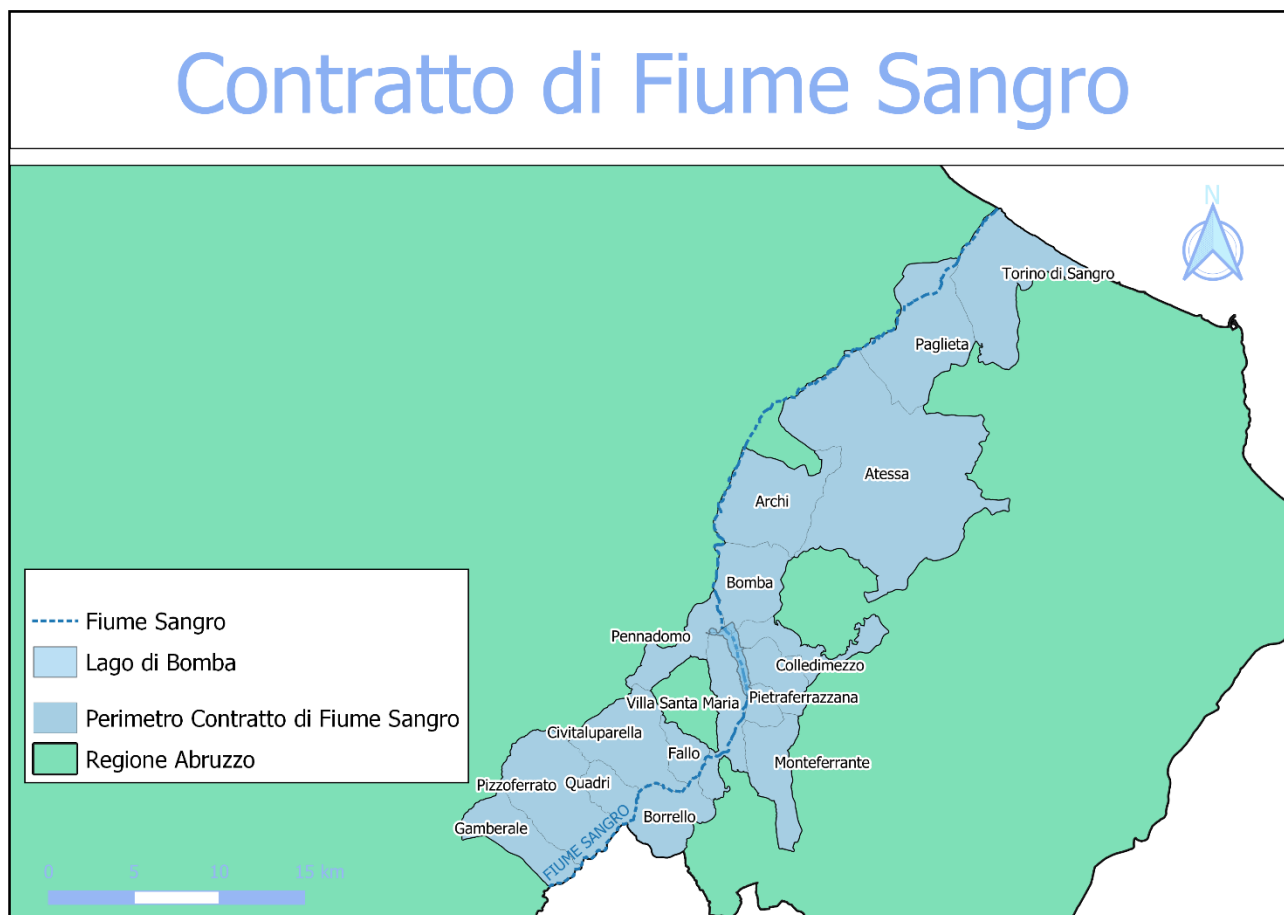 Contratto di Fiume Sangro
N
Torino di Sangro
Paglieta
Atessa
Archi
Bomba
Pennadomo
Colledimezzo
Villa Santa Maria
Pietraferrazzana
Civitaluparella
Fallo
Monteferrante
Pizzoferrato
Quadri
Borrello
Gamberale
FIUME SANGRO
Fiume Sangro
Lago di Bomba
Perimetro Contratto di Fiume Sangro
Regione Abruzzo
0 5 10 15 km